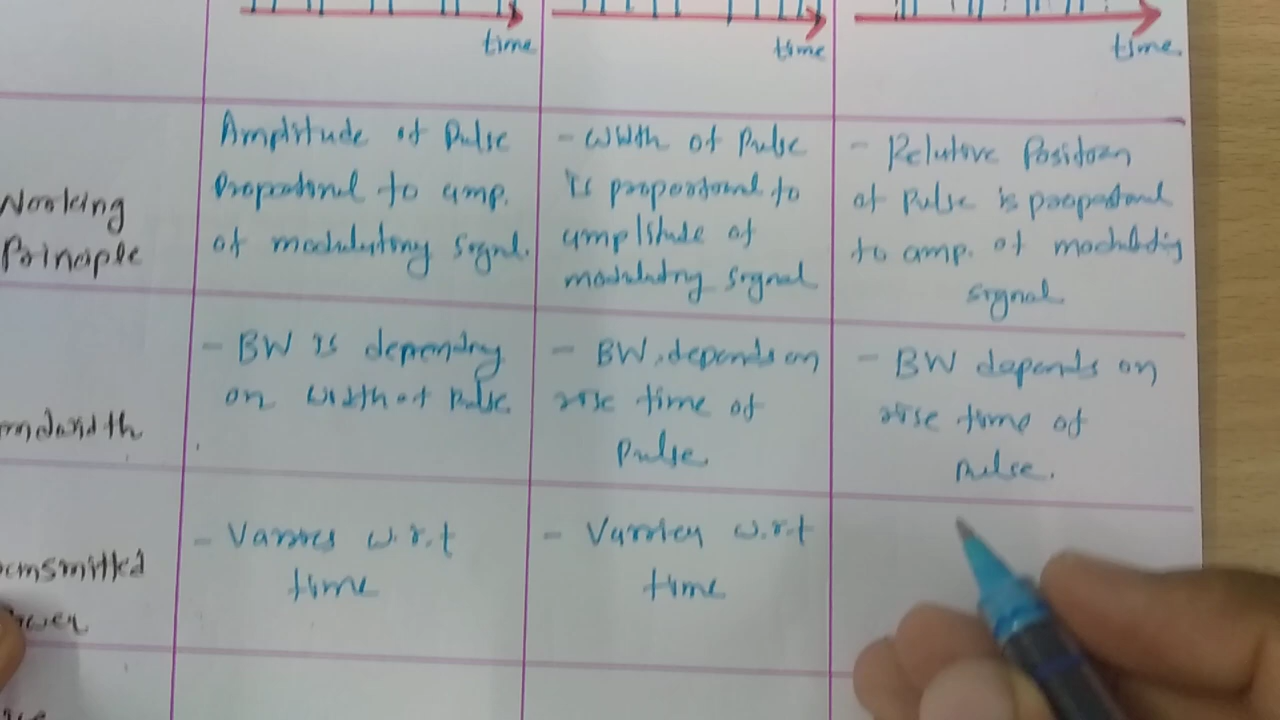 time
time
time.
Working
Principle
Amplitude of Pulse
Proportional to amp.
of modulating signal.
- Width of Pulse
is proportional to
amplitude of
modulating signal
- Relative Position
of Pulse is proportional
to amp. of modulating
signal
andwidth
- BW is depending
on width of Pulse
- BW depends on
rise time of
Pulse
- BW depends on
rise time of
Pulse.
ansmitted
ower
- Varies w.r.t
time
- Varies w.r.t
time